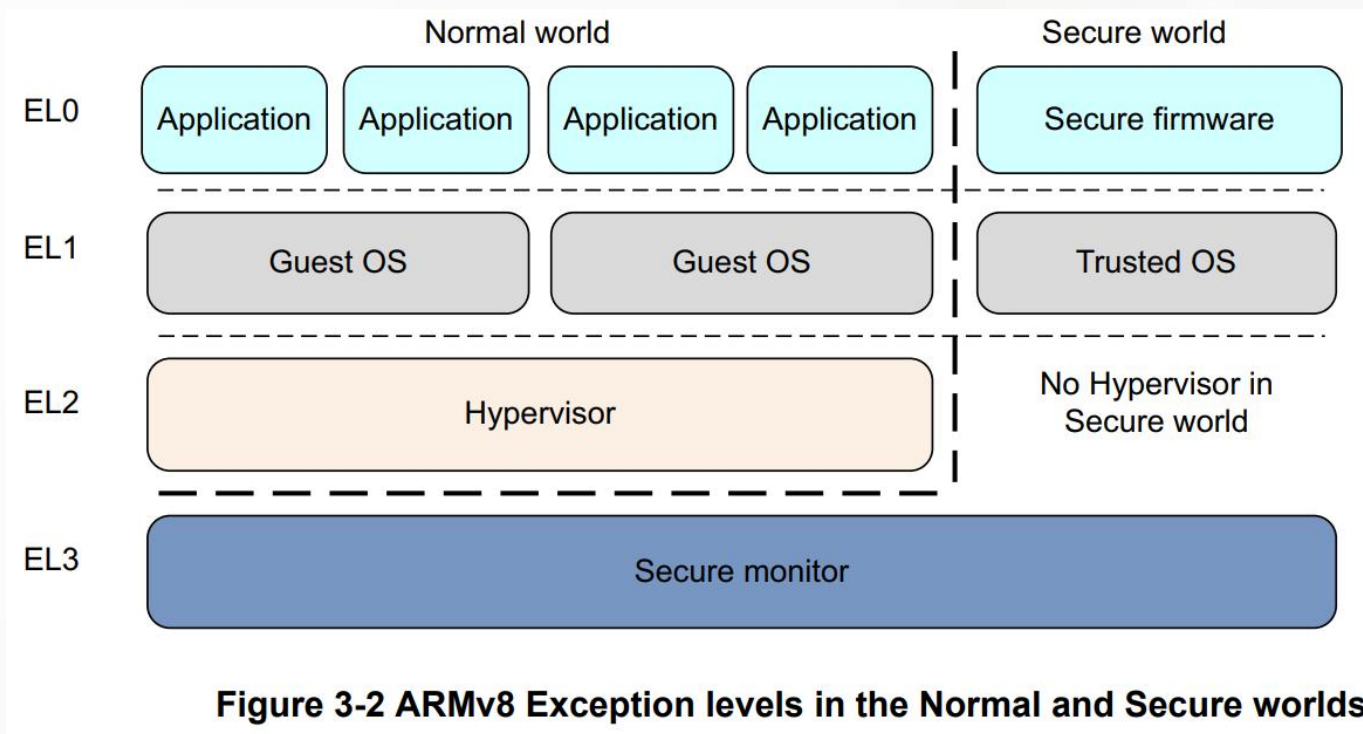 Normal world
Secure world
EL0
Application
Application
Application
Application
Secure firmware
EL1
Guest OS
Guest OS
Trusted OS
EL2
Hypervisor
No Hypervisor in
Secure world
EL3
Secure monitor
Figure 3-2 ARMv8 Exception levels in the Normal and Secure worlds